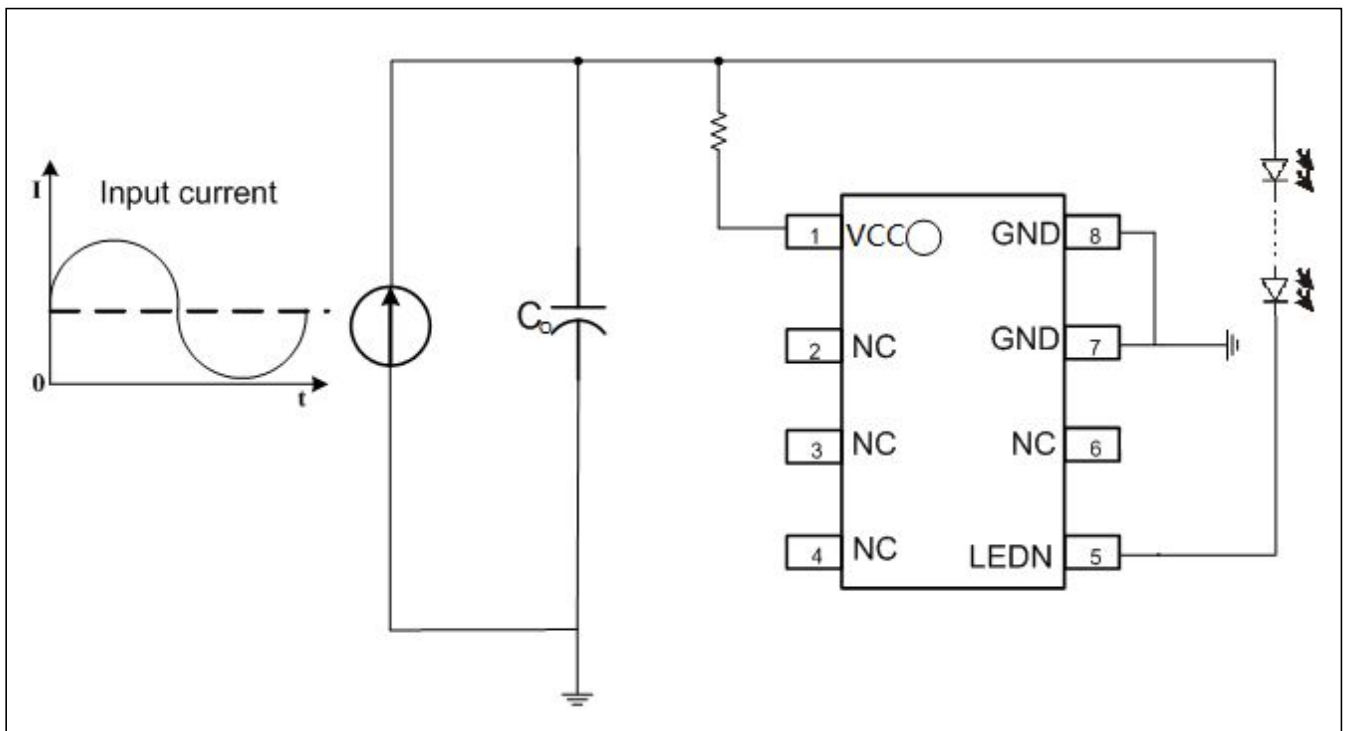 Input current
I
0
t
Co
1 VCC
2 NC
3 NC
4 NC
GND 8
GND 7
NC 6
LEDN 5